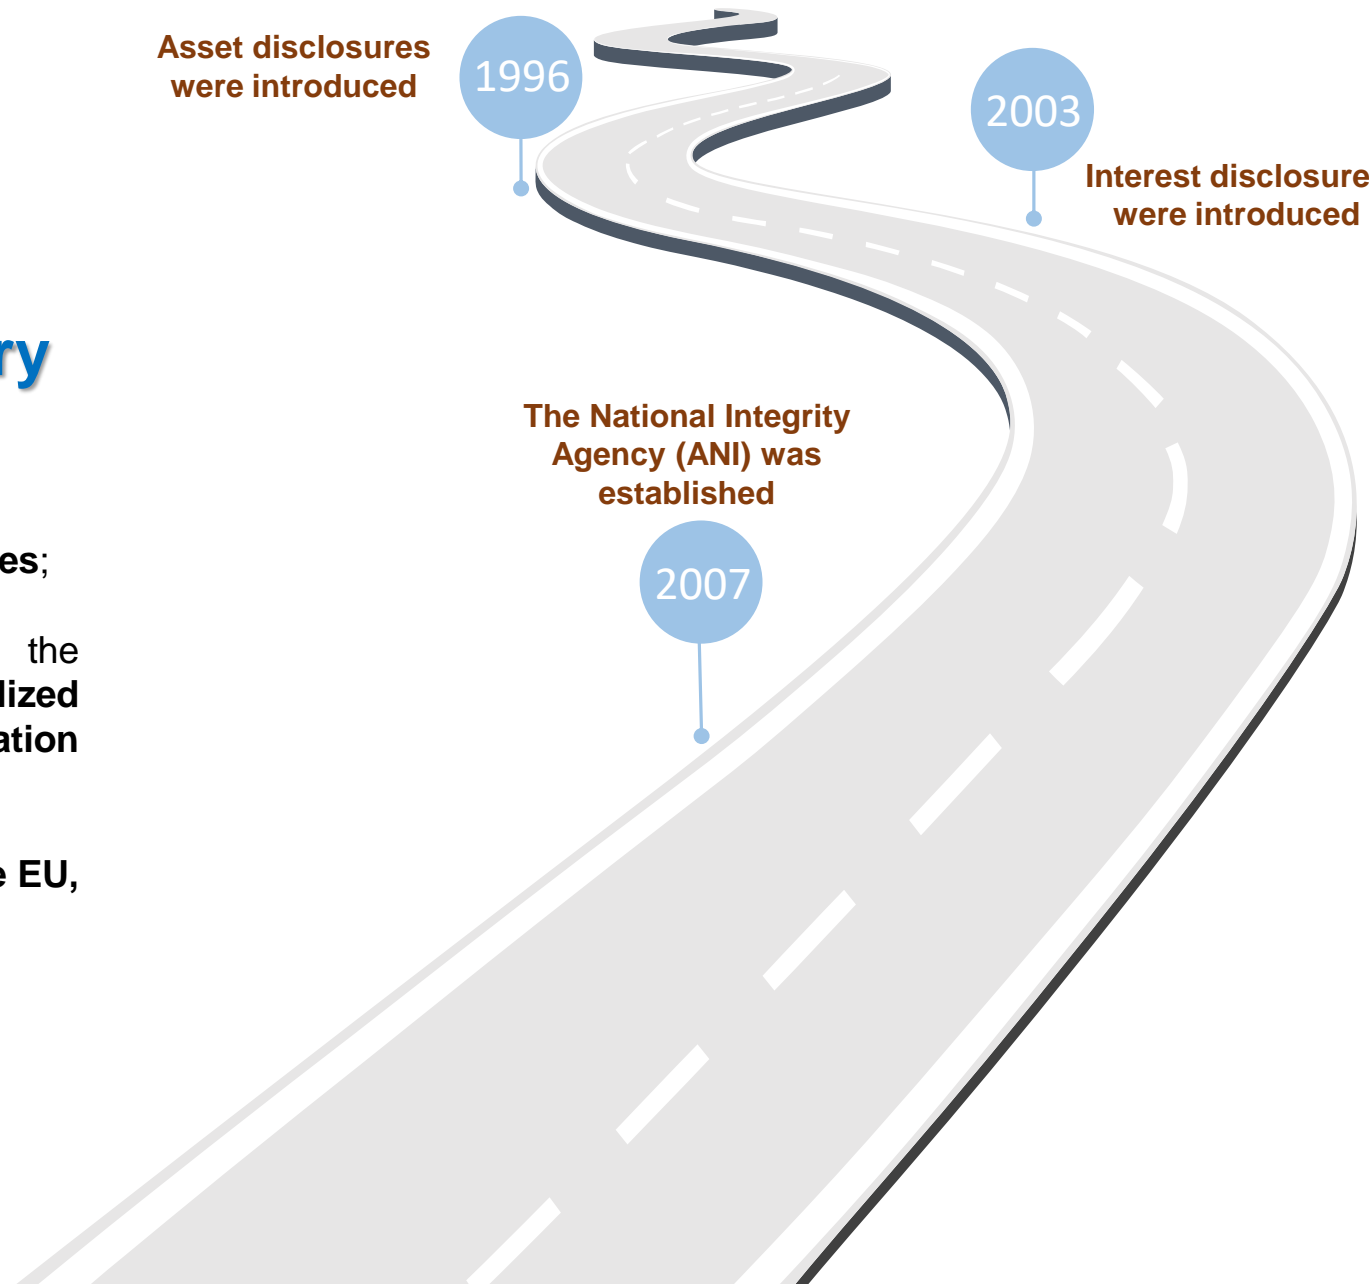 Asset disclosures
were introduced
1996
2003
Interest disclosure
were introduced
ry
The National Integrity
Agency (ANI) was
established
2007
es;
the
lized
ation
e EU,